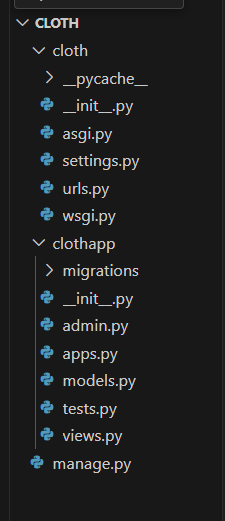 CLOTH
cloth
__pycache__
__init__.py
asgi.py
settings.py
urls.py
wsgi.py
clothapp
migrations
__init__.py
admin.py
apps.py
models.py
tests.py
views.py
manage.py